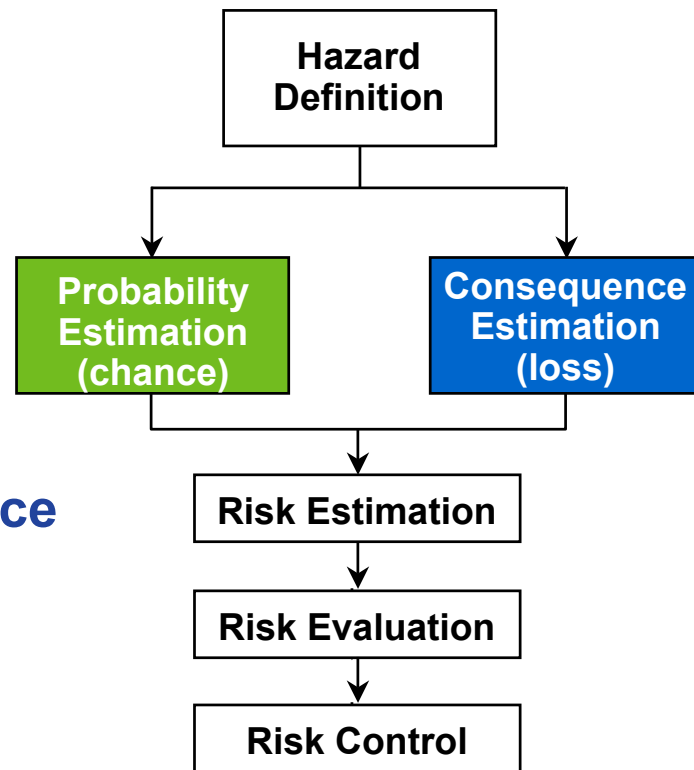 Hazard
Definition
Probability
Estimation
(chance)
Consequence
Estimation
(loss)
ce
Risk Estimation
Risk Evaluation
Risk Control